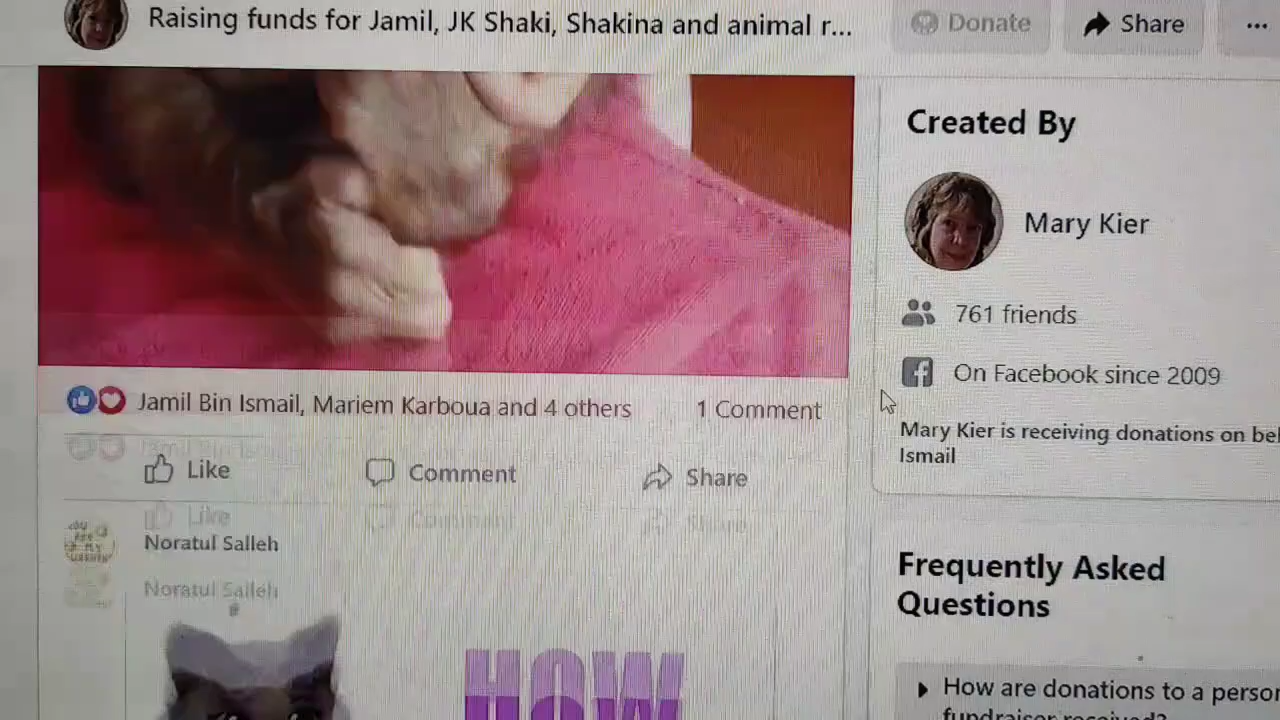 Raising funds for Jamil, JK Shaki, Shakina and animal r...
Donate
Share
Created By
Mary Kier
761 friends
On Facebook since 2009
Mary Kier is receiving donations on bel
Ismail
Jamil Bin Ismail, Mariem Karboua and 4 others
1 Comment
Like
Comment
Share
Like
Share
Noratul Salleh
Noratul Salleh
HOW
Frequently Asked
Questions
How are donations to a person
fundraiser received?